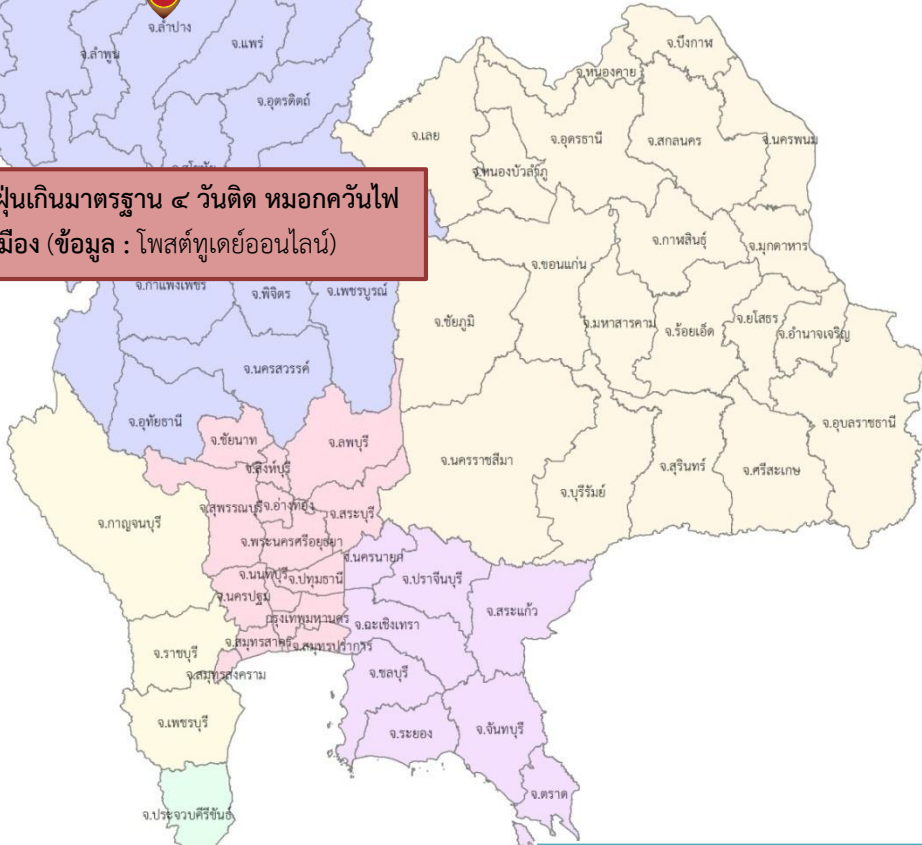 จ.บึงกาฬ
จ.ลำปาง
จ.แพร่
จ.ลำพูน
จ.หนองคาย
จ.อุตรดิตถ์
จ.เลย
จ.อุดรธานี
จ.สกลนคร
จ.นครพนม
จ.หนองบัวลำภู
ฝุ่นเกินมาตรฐาน ๔ วันติด หมอกควันไฟ
มือง (ข้อมูล : โพสต์ทูเดย์ออนไลน์)
จ.กาฬสินธุ์
จ.มุกดาหาร
จ.ขอนแก่น
จ.กำแพงเพชร
จ.พิจิตร
จ.เพชรบูรณ์
จ.ชัยภูมิ
จ.มหาสารคาม
จ.ร้อยเอ็ด
จ.ยโสธร
จ.อำนาจเจริญ
จ.นครสวรรค์
จ.อุทัยธานี
จ.ชัยนาท
จ.ลพบุรี
จ.อุบลราชธานี
จ.สิงห์บุรี
จ.นครราชสีมา
จ.สุรินทร์
จ.ศรีสะเกษ
จ.บุรีรัมย์
จ.สุพรรณบุรี
จ.อ่างทอง
จ.สระบุรี
จ.กาญจนบุรี
จ.พระนครศรีอยุธยา
จ.นครนายก
จ.นนทบุรี
จ.ปทุมธานี
จ.ปราจีนบุรี
จ.นครปฐม
จ.สระแก้ว
กรุงเทพมหานคร
จ.ฉะเชิงเทรา
จ.สมุทรสาคร
จ.สมุทรปราการ
จ.ราชบุรี
จ.สมุทรสงคราม
จ.ชลบุรี
จ.เพชรบุรี
จ.ระยอง
จ.จันทบุรี
จ.ตราด
จ.ประจวบคีรีขันธ์